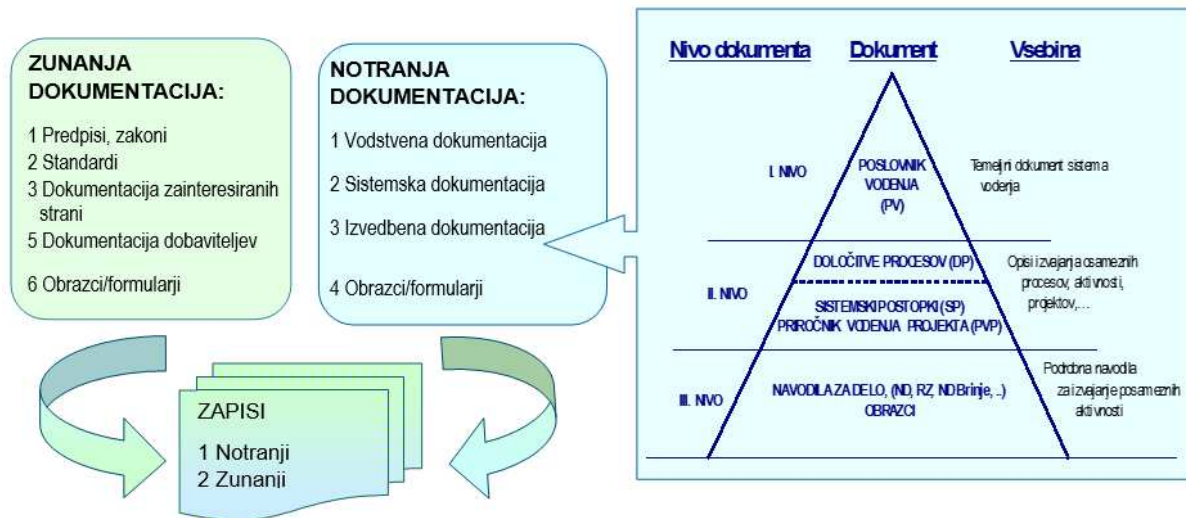 ZUNANJA
DOKUMENTACIJA:
1 Predpisi, zakoni
2 Standardi
3 Dokumentacija zainteresiranih
strani
5 Dokumentacija dobaviteljev
6 Obrazci/formularji
NOTRANJA
DOKUMENTACIJA:
1 Vodstvena dokumentacija
2 Sistemska dokumentacija
3 Izvedbena dokumentacija
4 Obrazci/formularji
ZAPISI
1 Notranji
2 Zunanji
Nivo dokumenta Dokument Vsebina
I. NIVO
POSLOVNIK
VODENJA
(PV)
Temeljni dokument sistema
vodenja
II. NIVO
DOLOČITVE PROCESOV (DP)
SISTEMSKI POSTOPKI (SP)
PRIROČNIK VODENJA PROJEKTA (PVP)
Opisi izvajanja osameznih
procesov, aktivnosti,
projektov,...
III. NIVO
NAVODILA ZA DELO, (ND, RZ, ND Brinje, ..)
OBRAZCI
Podrobna navodila
za izvajanje posameznih
aktivnosti